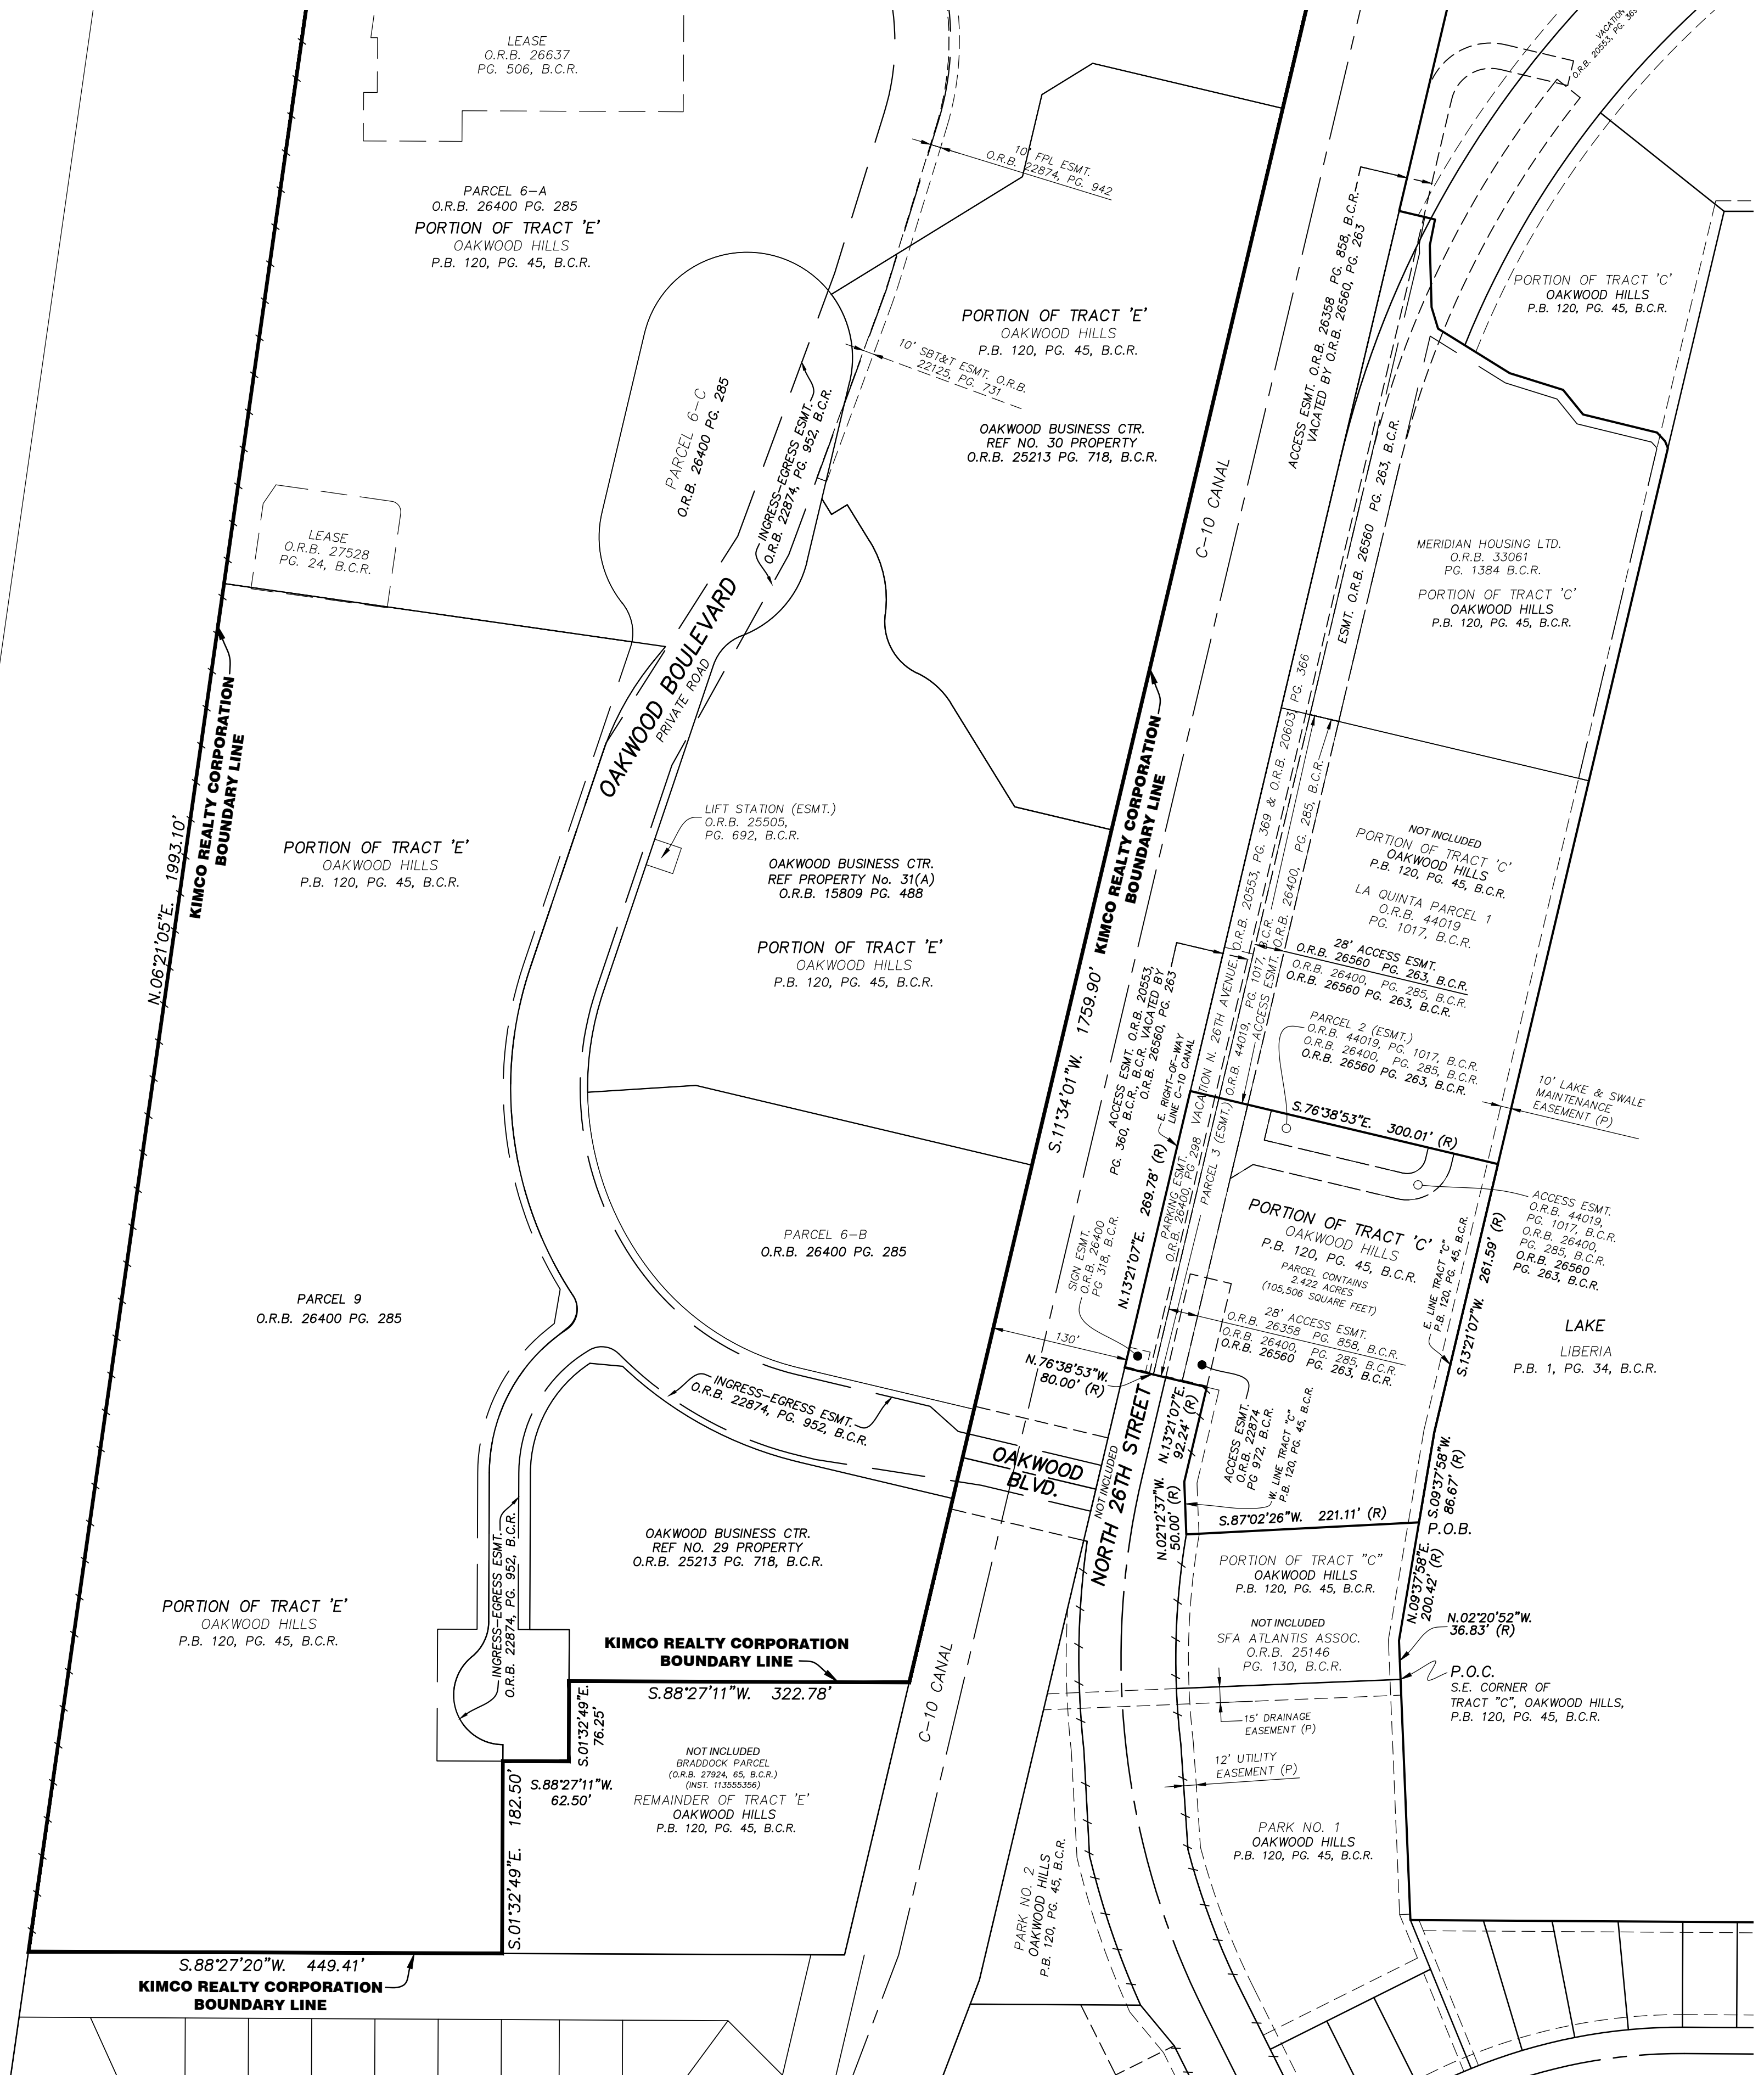 LEASE
O.R.B. 26637
PG. 506, B.C.R.
VACATION
O.R.B. 20553, PG. 369
PARCEL 6-A
O.R.B. 26400 PG. 285
PORTION OF TRACT 'E'
OAKWOOD HILLS
P.B. 120, PG. 45, B.C.R.
10' FPL ESMT.
O.R.B. 22874, PG. 942
PORTION OF TRACT 'E'
OAKWOOD HILLS
P.B. 120, PG. 45, B.C.R.
10' SBT&T ESMT. O.R.B.
22125, PG. 731
OAKWOOD BUSINESS CTR.
REF NO. 30 PROPERTY
O.R.B. 25213 PG. 718, B.C.R.
ACCESS ESMT. O.R.B. 26358 PG. 858, B.C.R.
VACATED BY O.R.B. 26560, PG. 263
PORTION OF TRACT 'C'
OAKWOOD HILLS
P.B. 120, PG. 45, B.C.R.
PARCEL 6-C
O.R.B. 26400 PG. 285
INGRESS-EGRESS ESMT.
O.R.B. 22874, PG. 952, B.C.R.
C-10 CANAL
ESMT. O.R.B. 26560 PG. 263, B.C.R.
LEASE
O.R.B. 27528
PG. 24, B.C.R.
MERIDIAN HOUSING LTD.
O.R.B. 33061
PG. 1384 B.C.R.
PORTION OF TRACT 'C'
OAKWOOD HILLS
P.B. 120, PG. 45, B.C.R.
OAKWOOD BOULEVARD
PRIVATE ROAD
N.06°21'05"E. 1993.10'
KIMCO REALTY CORPORATION
BOUNDARY LINE
PORTION OF TRACT 'E'
OAKWOOD HILLS
P.B. 120, PG. 45, B.C.R.
LIFT STATION (ESMT.)
O.R.B. 25505,
PG. 692, B.C.R.
OAKWOOD BUSINESS CTR.
REF PROPERTY No. 31(A)
O.R.B. 15809 PG. 488
PORTION OF TRACT 'E'
OAKWOOD HILLS
P.B. 120, PG. 45, B.C.R.
S.11°34'01"W. 1759.90'
KIMCO REALTY CORPORATION
BOUNDARY LINE
VACATION N. 26TH AVENUE, O.R.B. 20553, PG. 369 & O.R.B. 20603, PG. 366
PARCEL 3 (ESMT.) O.R.B. 44019, PG. 1017, B.C.R.
ACCESS ESMT. O.R.B. 26400, PG. 285, B.C.R.
NOT INCLUDED
PORTION OF TRACT 'C'
OAKWOOD HILLS
P.B. 120, PG. 45, B.C.R.
LA QUINTA PARCEL 1
O.R.B. 44019
PG. 1017, B.C.R.
28' ACCESS ESMT.
O.R.B. 26560 PG. 263, B.C.R.
O.R.B. 26400, PG. 285, B.C.R.
O.R.B. 26560 PG. 263, B.C.R.
PARCEL 2 (ESMT.)
O.R.B. 44019, PG. 1017, B.C.R.
O.R.B. 26400, PG. 285, B.C.R.
O.R.B. 26560 PG. 263, B.C.R.
ACCESS ESMT. O.R.B. 20553,
PG. 360, B.C.R., B.C.R. VACATED BY
O.R.B. 26560, PG. 263
E. RIGHT-OF-WAY
LINE C-10 CANAL
10' LAKE & SWALE
MAINTENANCE
EASEMENT (P)
S.76°38'53"E. 300.01' (R)
N.13°21'07"E. 269.78' (R)
PARKING ESMT.
O.R.B. 26400, PG. 298
SIGN ESMT.
O.R.B. 26400
PG 318, B.C.R.
PORTION OF TRACT 'C'
OAKWOOD HILLS
P.B. 120, PG. 45, B.C.R.
PARCEL CONTAINS
2.422 ACRES
(105,506 SQUARE FEET)
28' ACCESS ESMT.
O.R.B. 26358 PG. 858, B.C.R.
O.R.B. 26400, PG. 285, B.C.R.
O.R.B. 26560 PG. 263, B.C.R.
E. LINE TRACT "C"
P.B. 120, PG. 45, B.C.R.
S.13°21'07"W. 261.59' (R)
ACCESS ESMT.
O.R.B. 44019,
PG. 1017, B.C.R.
O.R.B. 26400,
PG. 285, B.C.R.
O.R.B. 26560
PG. 263, B.C.R.
LAKE
LIBERIA
P.B. 1, PG. 34, B.C.R.
PARCEL 6-B
O.R.B. 26400 PG. 285
PARCEL 9
O.R.B. 26400 PG. 285
130'
N.76°38'53"W.
80.00' (R)
INGRESS-EGRESS ESMT.
O.R.B. 22874, PG. 952, B.C.R.
OAKWOOD
BLVD.
NOT INCLUDED
NORTH 26TH STREET
N.13°21'07"E.
92.24' (R)
N.02°12'37"W.
50.00' (R)
ACCESS ESMT.
O.R.B. 22874
PG 972, B.C.R.
W. LINE TRACT "C"
P.B. 120, PG. 45, B.C.R.
S.09°37'58"W.
86.67' (R)
S.87°02'26"W. 221.11' (R)
P.O.B.
OAKWOOD BUSINESS CTR.
REF NO. 29 PROPERTY
O.R.B. 25213 PG. 718, B.C.R.
INGRESS-EGRESS ESMT.
O.R.B. 22874, PG. 952, B.C.R.
PORTION OF TRACT "C"
OAKWOOD HILLS
P.B. 120, PG. 45, B.C.R.
N.09°37'58"E.
200.42' (R)
NOT INCLUDED
SFA ATLANTIS ASSOC.
O.R.B. 25146
PG. 130, B.C.R.
N.02°20'52"W.
36.83' (R)
P.O.C.
S.E. CORNER OF
TRACT "C", OAKWOOD HILLS,
P.B. 120, PG. 45, B.C.R.
PORTION OF TRACT 'E'
OAKWOOD HILLS
P.B. 120, PG. 45, B.C.R.
KIMCO REALTY CORPORATION
BOUNDARY LINE
S.88°27'11"W. 322.78'
S.01°32'49"E.
76.25'
C-10 CANAL
15' DRAINAGE
EASEMENT (P)
12' UTILITY
EASEMENT (P)
NOT INCLUDED
BRADDOCK PARCEL
(O.R.B. 27924, 65, B.C.R.)
(INST. 113555356)
REMAINDER OF TRACT 'E'
OAKWOOD HILLS
P.B. 120, PG. 45, B.C.R.
S.88°27'11"W.
62.50'
S.01°32'49"E. 182.50'
PARK NO. 1
OAKWOOD HILLS
P.B. 120, PG. 45, B.C.R.
PARK NO. 2
OAKWOOD HILLS
P.B. 120, PG. 45, B.C.R.
S.88°27'20"W. 449.41'
KIMCO REALTY CORPORATION
BOUNDARY LINE